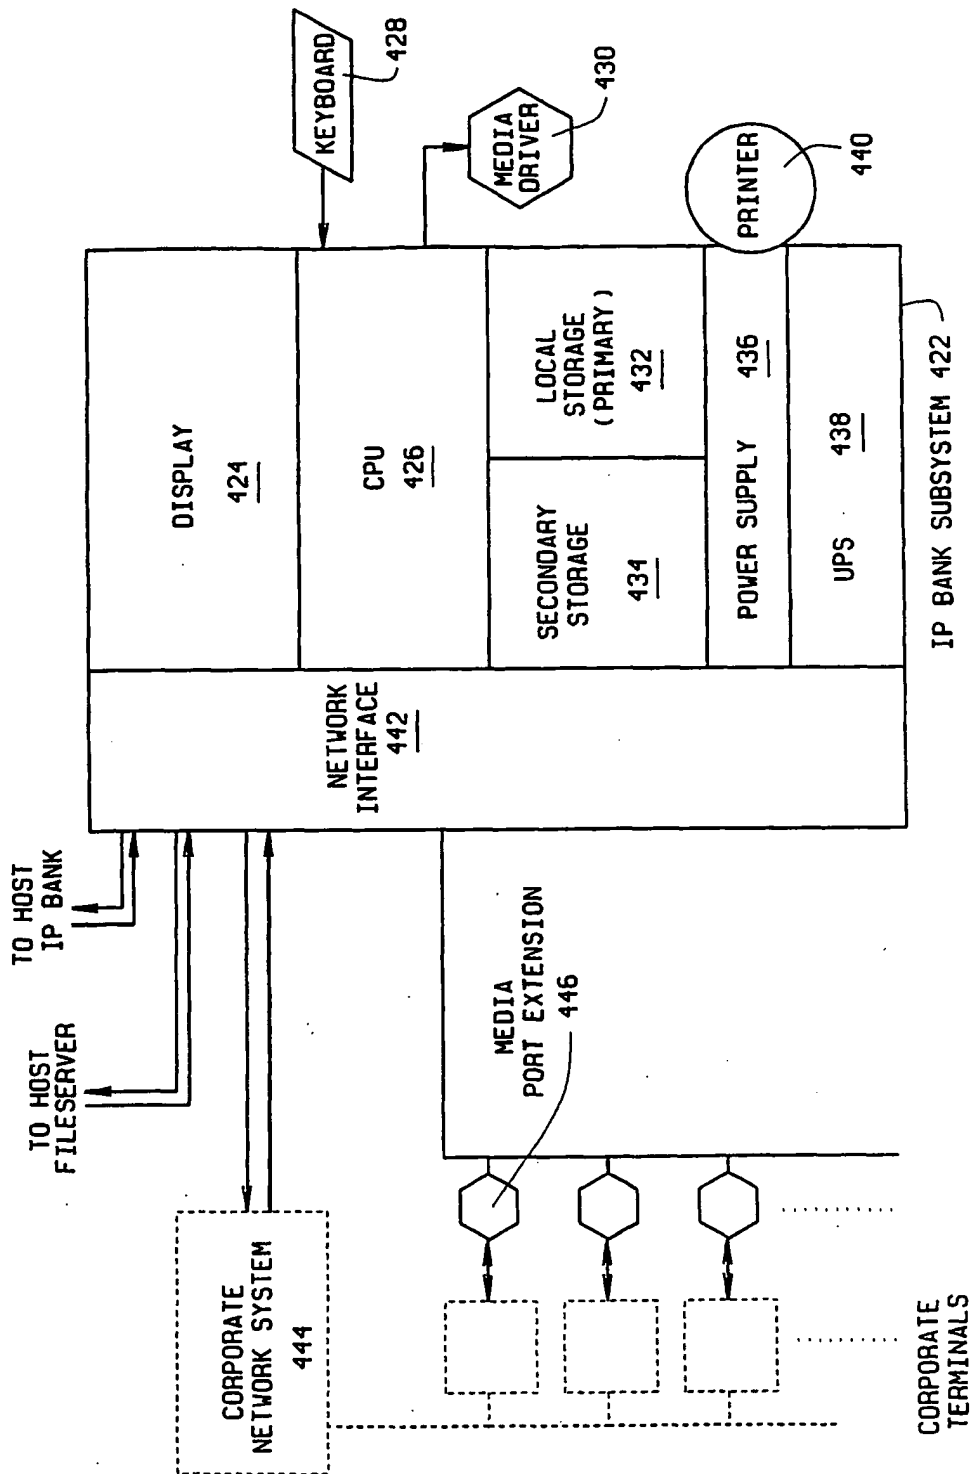 TO HOST
IP BANK
TO HOST
FILESERVER
CORPORATE
NETWORK SYSTEM
444
NETWORK
INTERFACE
442
DISPLAY
424
CPU
426
SECONDARY
STORAGE
434
LOCAL
STORAGE
(PRIMARY)
432
POWER SUPPLY 436
UPS 438
KEYBOARD
428
MEDIA
DRIVER
430
PRINTER
440
MEDIA
PORT EXTENSION
446
CORPORATE
TERMINALS
IP BANK SUBSYSTEM 422